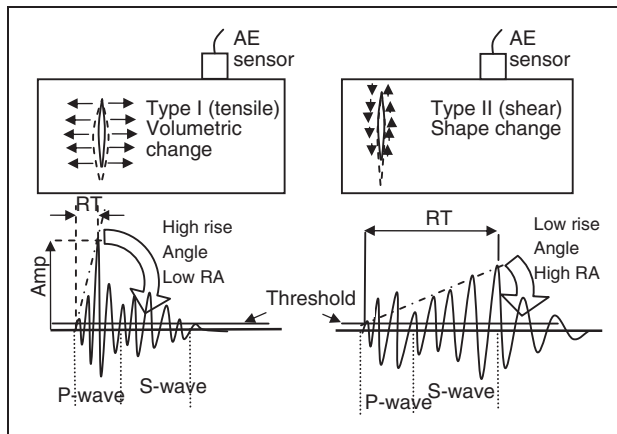 AE
sensor
Type I (tensile)
Volumetric
change
AE
sensor
Type II (shear)
Shape change
RT
Amp
High rise
Angle
Low RA
Threshold
P-wave
S-wave
RT
Low rise
Angle
High RA
P-wave
S-wave